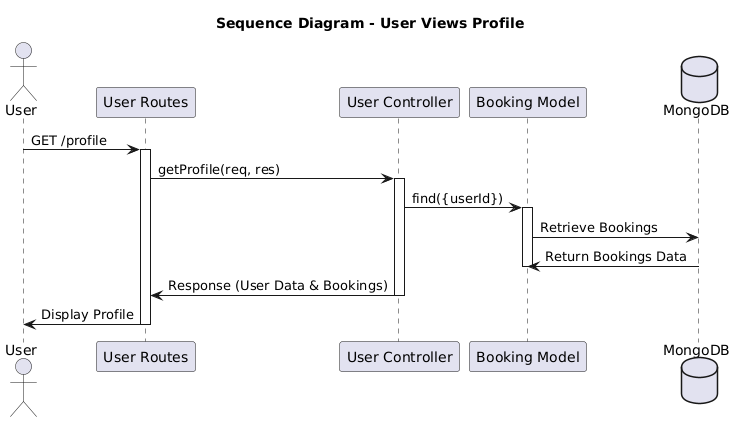 Sequence Diagram - User Views Profile
User
User Routes
User Controller
Booking Model
MongoDB
GET /profile
getProfile(req, res)
find({userId})
Retrieve Bookings
Return Bookings Data
Response (User Data & Bookings)
Display Profile
User
User Routes
User Controller
Booking Model
MongoDB